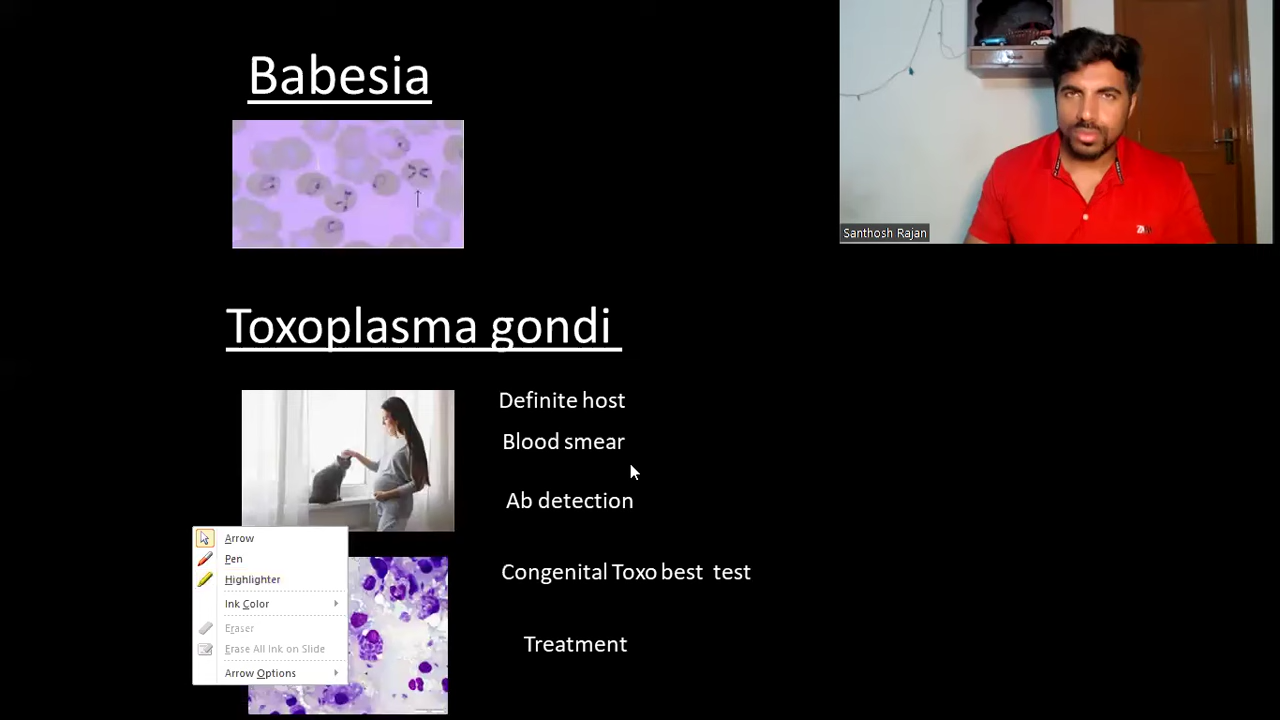 Babesia
Santhosh Rajan
Toxoplasma gondi
Definite host
Blood smear
Ab detection
Congenital Toxo best test
Treatment
Arrow
Pen
Highlighter
Ink Color
Eraser
Erase All Ink on Slide
Arrow Options